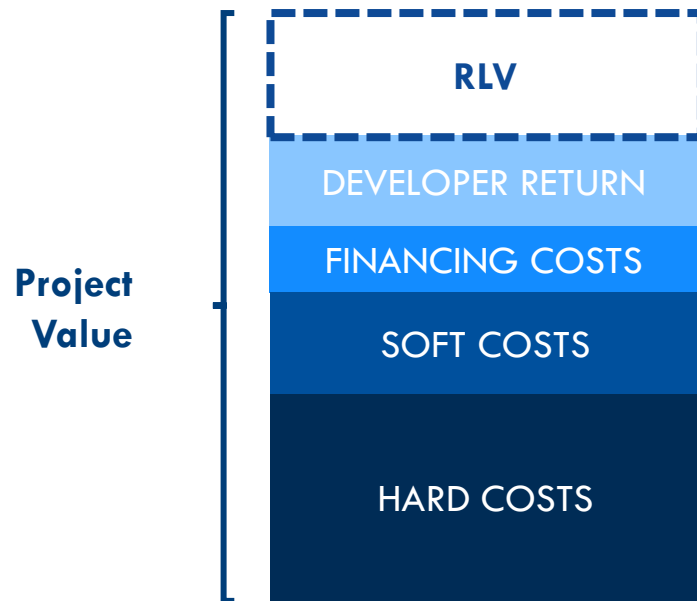 RLV
DEVELOPER RETURN
FINANCING COSTS
Project
Value
SOFT COSTS
HARD COSTS